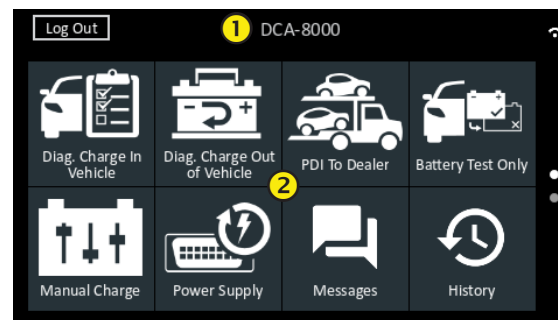 Log Out
1
DCA-8000
Diag. Charge In
Vehicle
Diag. Charge Out
of Vehicle
PDI To Dealer
Battery Test Only
2
Manual Charge
Power Supply
Messages
History